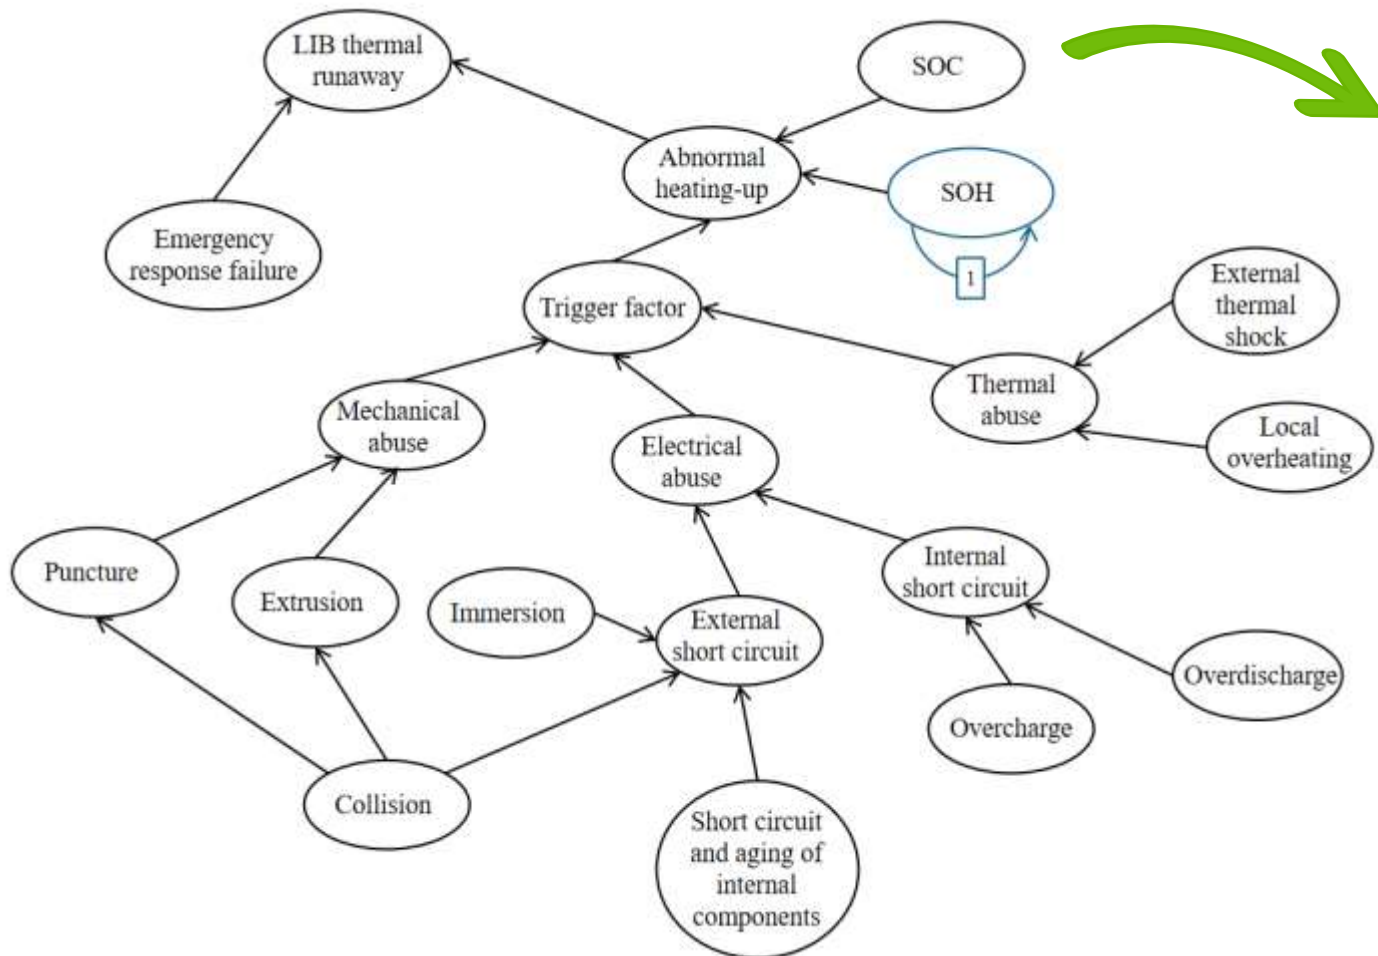 LIB thermal
runaway
SOC
Abnormal
heating-up
SOH
Emergency
response failure
1
External
thermal
shock
Trigger factor
Thermal
abuse
Mechanical
abuse
Electrical
abuse
Local
overheating
Puncture
Extrusion
Immersion
External
short circuit
Internal
short circuit
Overdischarge
Overcharge
Collision
Short circuit
and aging of
internal
components